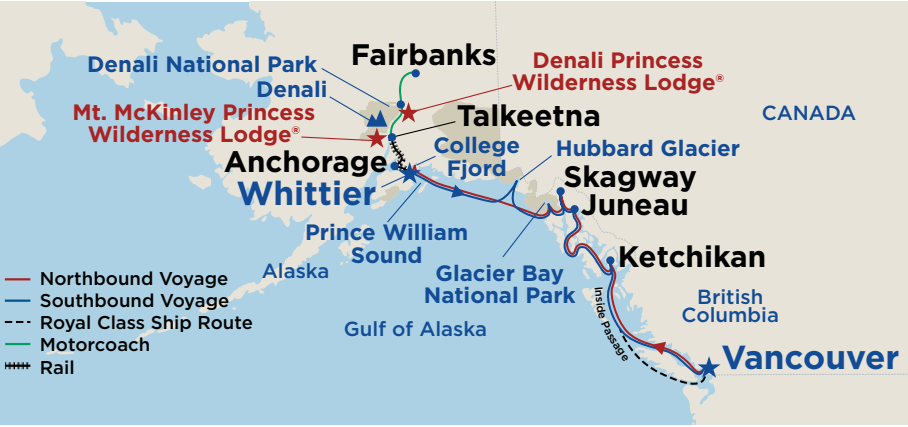 Fairbanks
Denali National Park
Denali
Denali Princess
Wilderness Lodge®
Mt. McKinley Princess
Wilderness Lodge®
CANADA
Talkeetna
College
Fjord
Hubbard Glacier
Anchorage
Whittier
Skagway
Juneau
Prince William
Sound
Alaska
Glacier Bay
National Park
Ketchikan
Gulf of Alaska
Inside Passage
British
Columbia
Vancouver
Northbound Voyage
Southbound Voyage
Royal Class Ship Route
Motorcoach
Rail